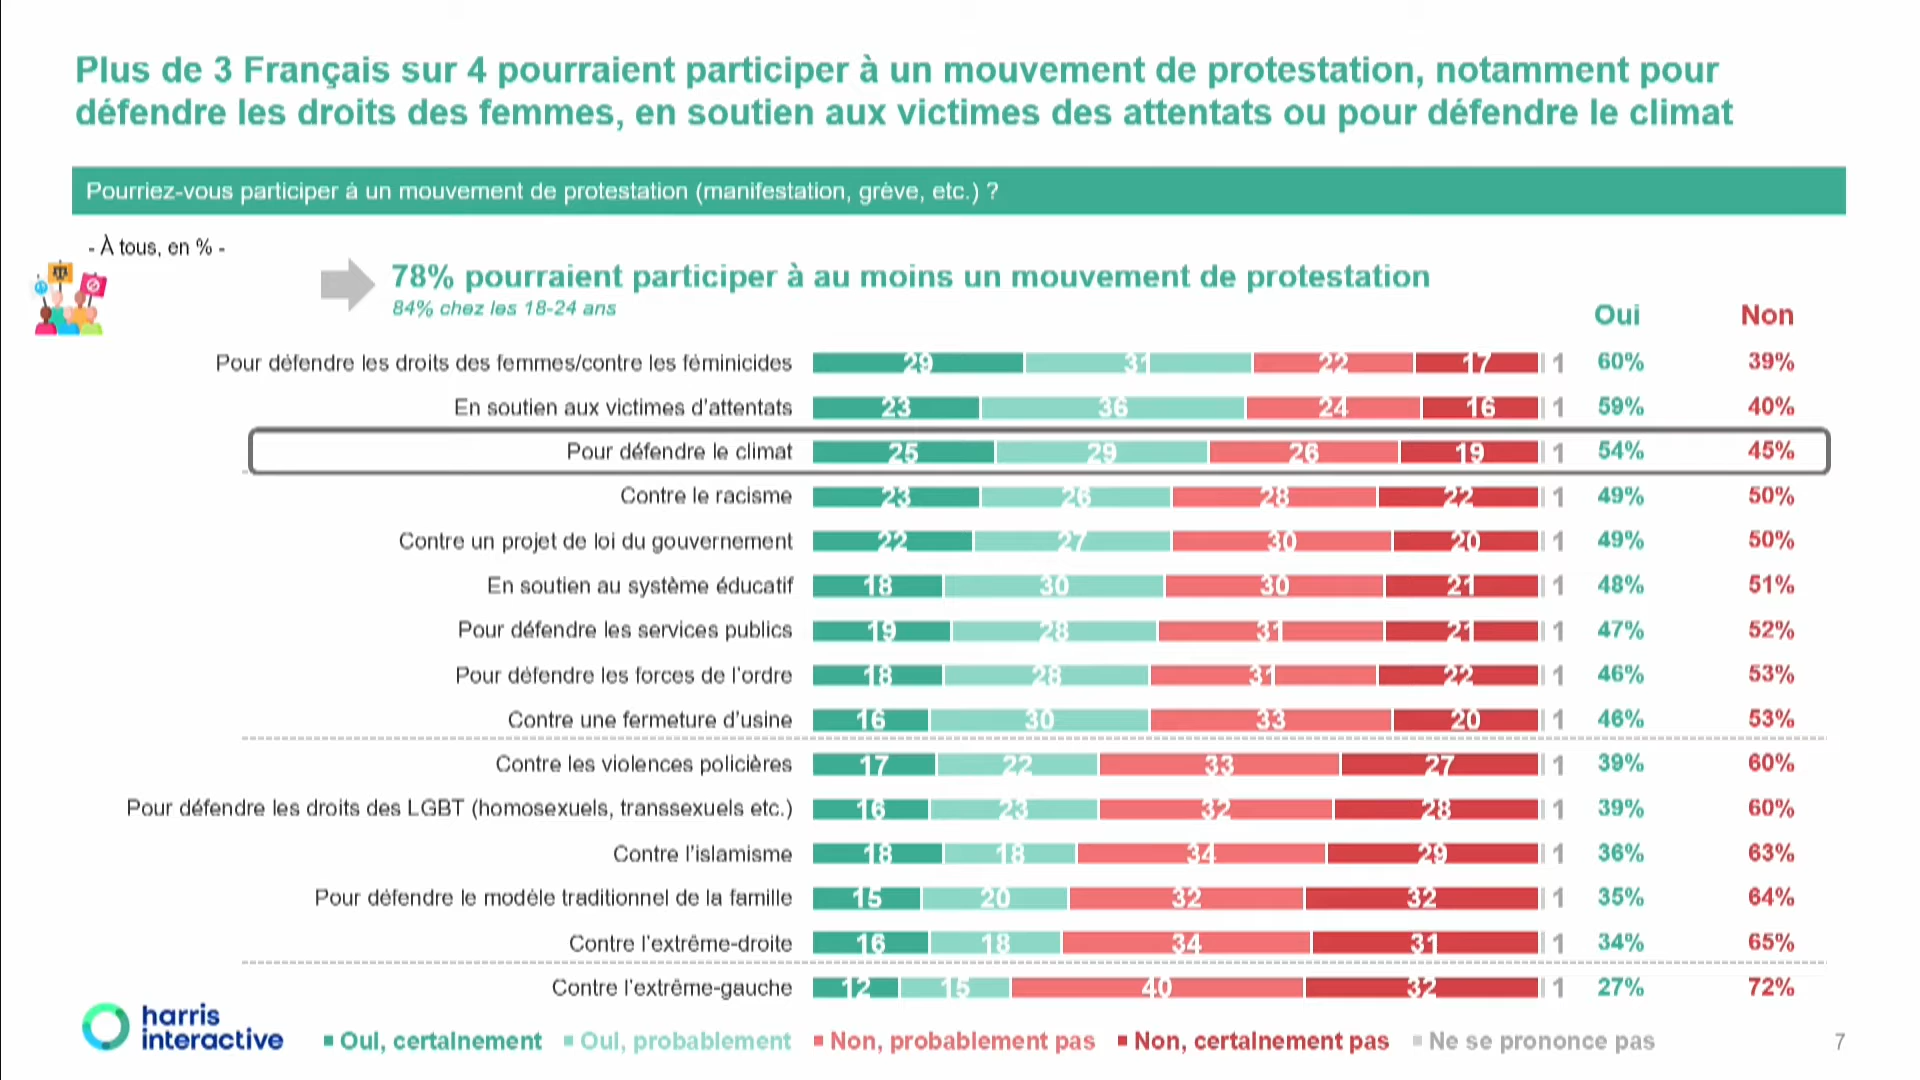 Plus de 3 Français sur 4 pourraient participer à un mouvement de protestation, notamment pour
défendre les droits des femmes, en soutien aux victimes des attentats ou pour défendre le climat
Pourriez-vous participer à un mouvement de protestation (manifestation, grève, etc.) ?
- À tous, en % -
78% pourraient participer à au moins un mouvement de protestation
84% chez les 18-24 ans
Oui Non
Pour défendre les droits des femmes/contre les féminicides 29 31 22 17 1 60% 39%
En soutien aux victimes d'attentats 23 36 24 16 1 59% 40%
Pour défendre le climat 25 29 26 19 1 54% 45%
Contre le racisme 23 26 28 22 1 49% 50%
Contre un projet de loi du gouvernement 22 27 30 20 1 49% 50%
En soutien au système éducatif 18 30 30 21 1 48% 51%
Pour défendre les services publics 19 28 31 21 1 47% 52%
Pour défendre les forces de l'ordre 18 28 31 22 1 46% 53%
Contre une fermeture d'usine 16 30 33 20 1 46% 53%
Contre les violences policières 17 22 33 27 1 39% 60%
Pour défendre les droits des LGBT (homosexuels, transsexuels etc.) 16 23 32 28 1 39% 60%
Contre l'islamisme 18 18 34 29 1 36% 63%
Pour défendre le modèle traditionnel de la famille 15 20 32 32 1 35% 64%
Contre l'extrême-droite 16 18 34 31 1 34% 65%
Contre l'extrême-gauche 12 15 40 32 1 27% 72%
harris
interactive
Oui, certainement Oui, probablement Non, probablement pas Non, certainement pas Ne se prononce pas
7